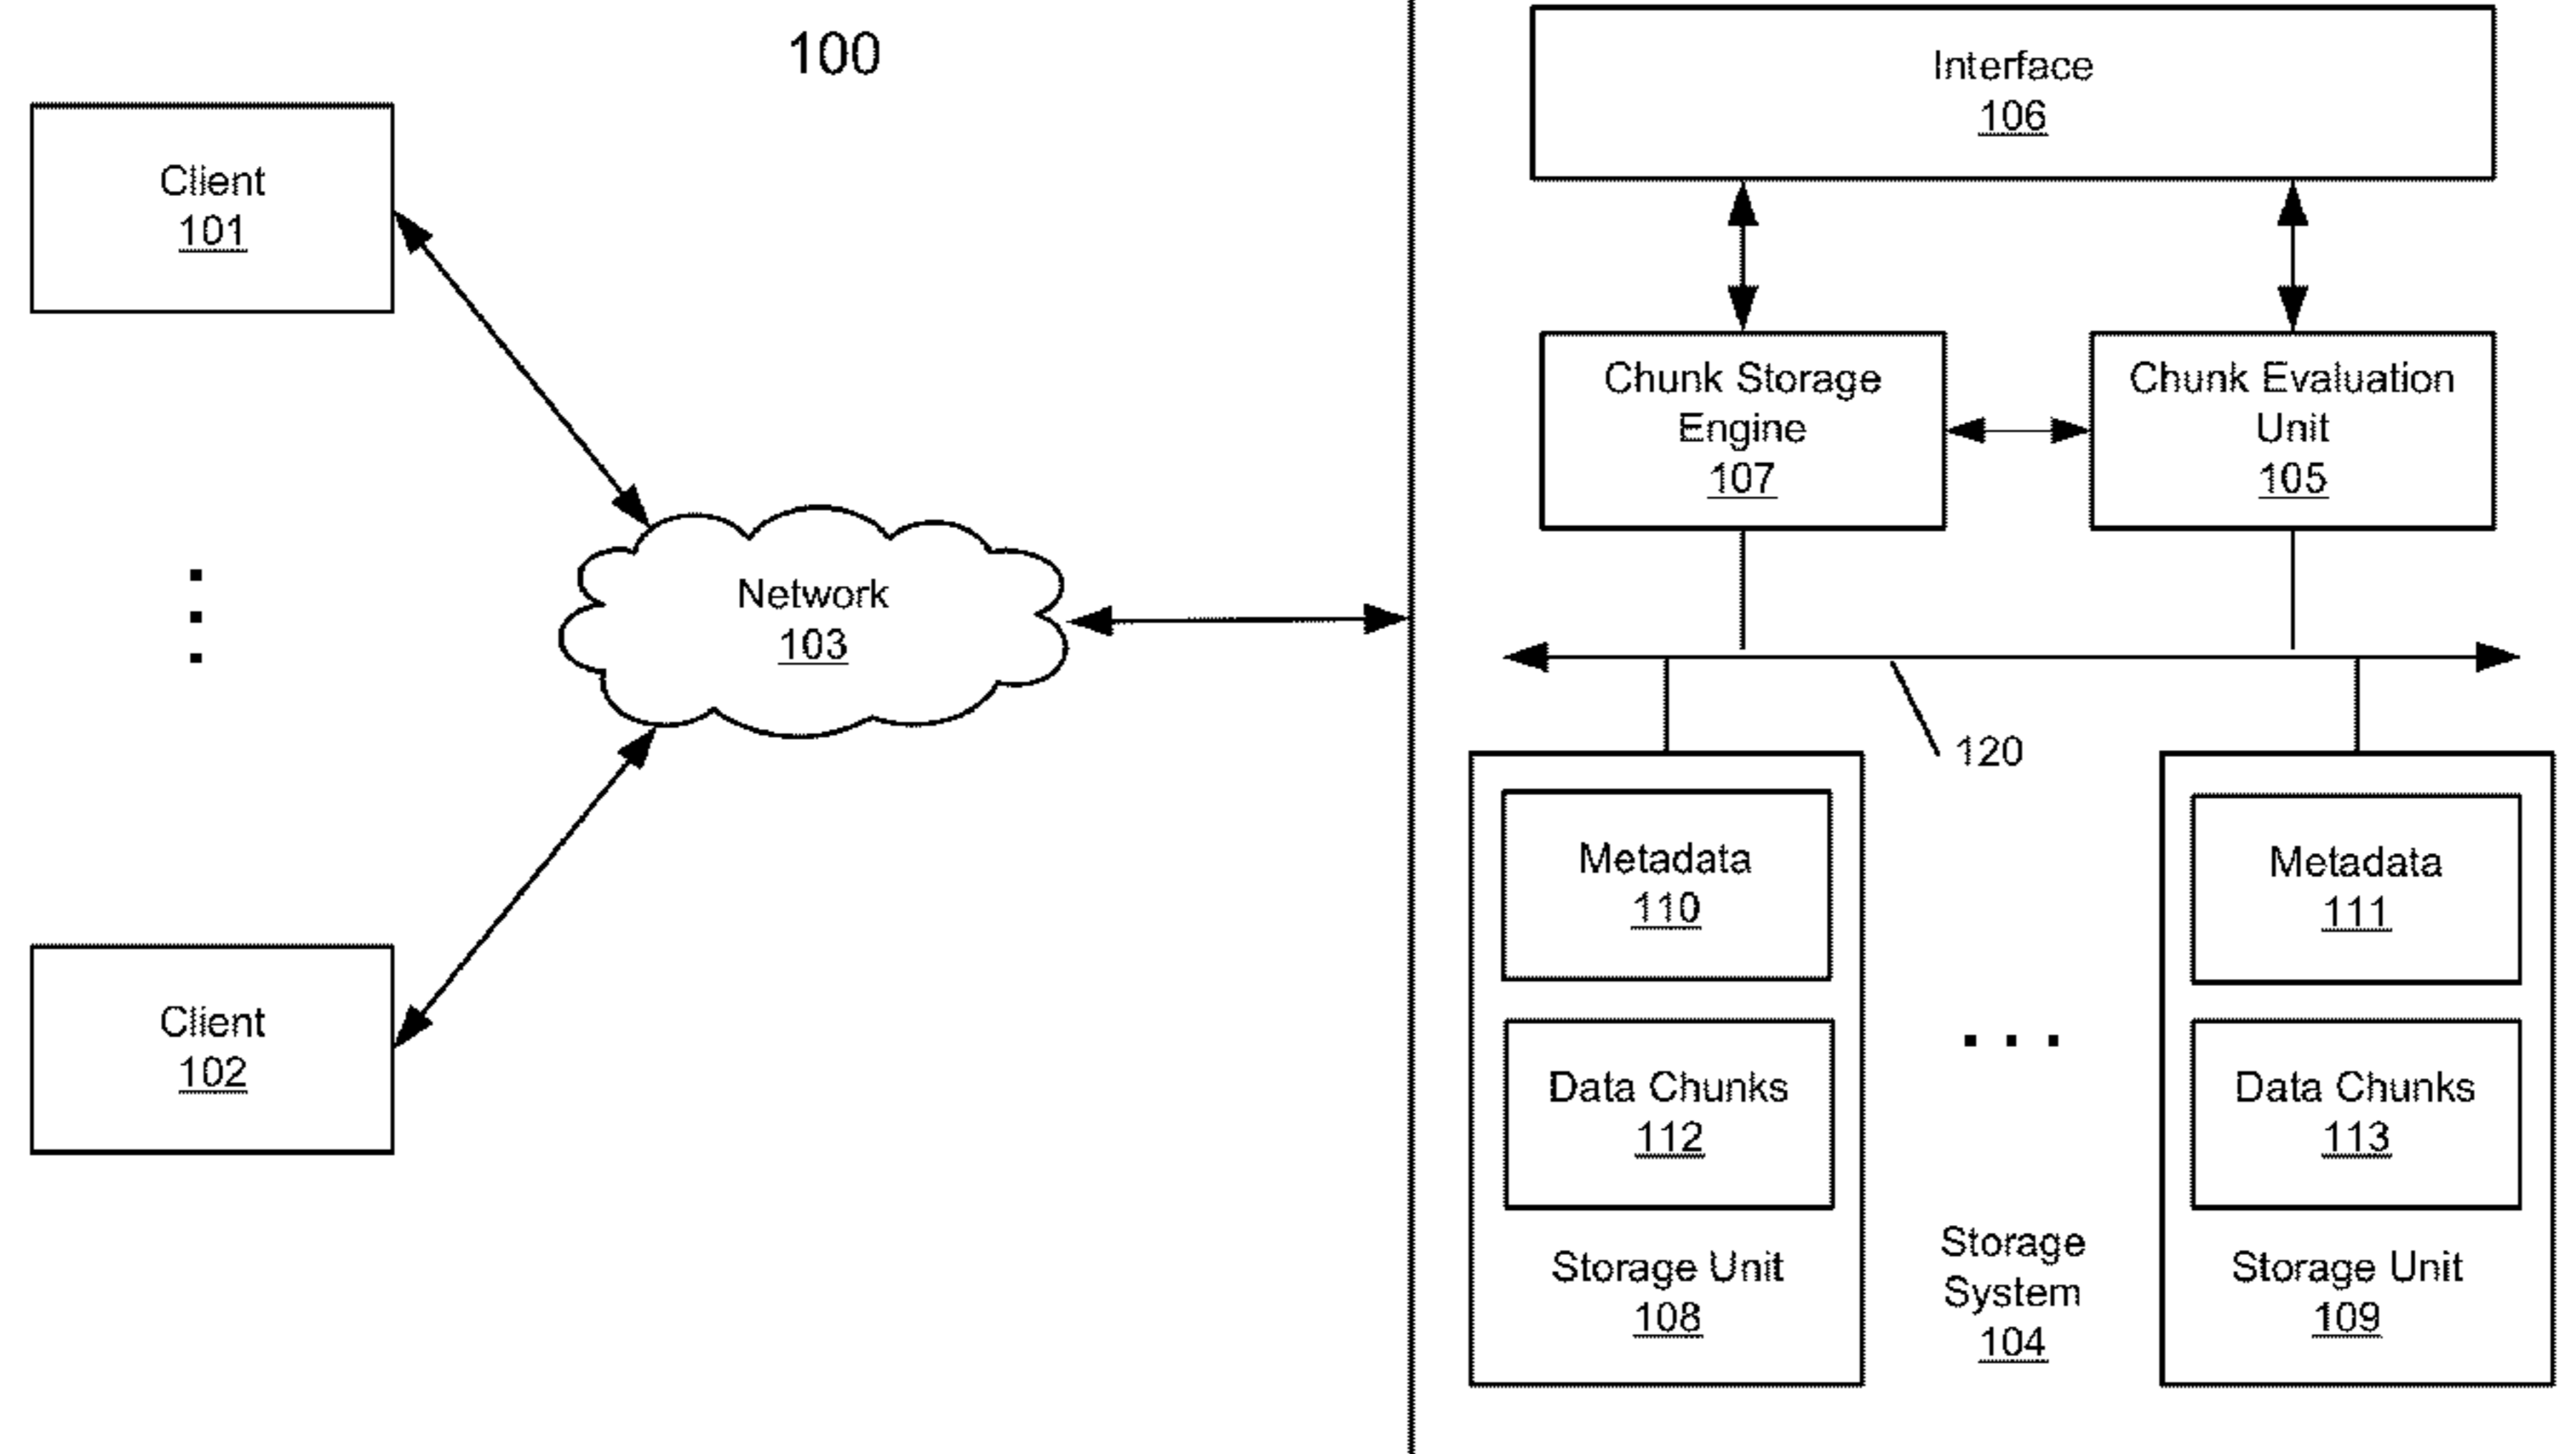 100
Client
101
Network
103
Client
102
Interface
106
Chunk Storage
Engine
107
Chunk Evaluation
Unit
105
120
Metadata
110
Data Chunks
112
Storage Unit
108
Storage
System
104
Metadata
111
Data Chunks
113
Storage Unit
109